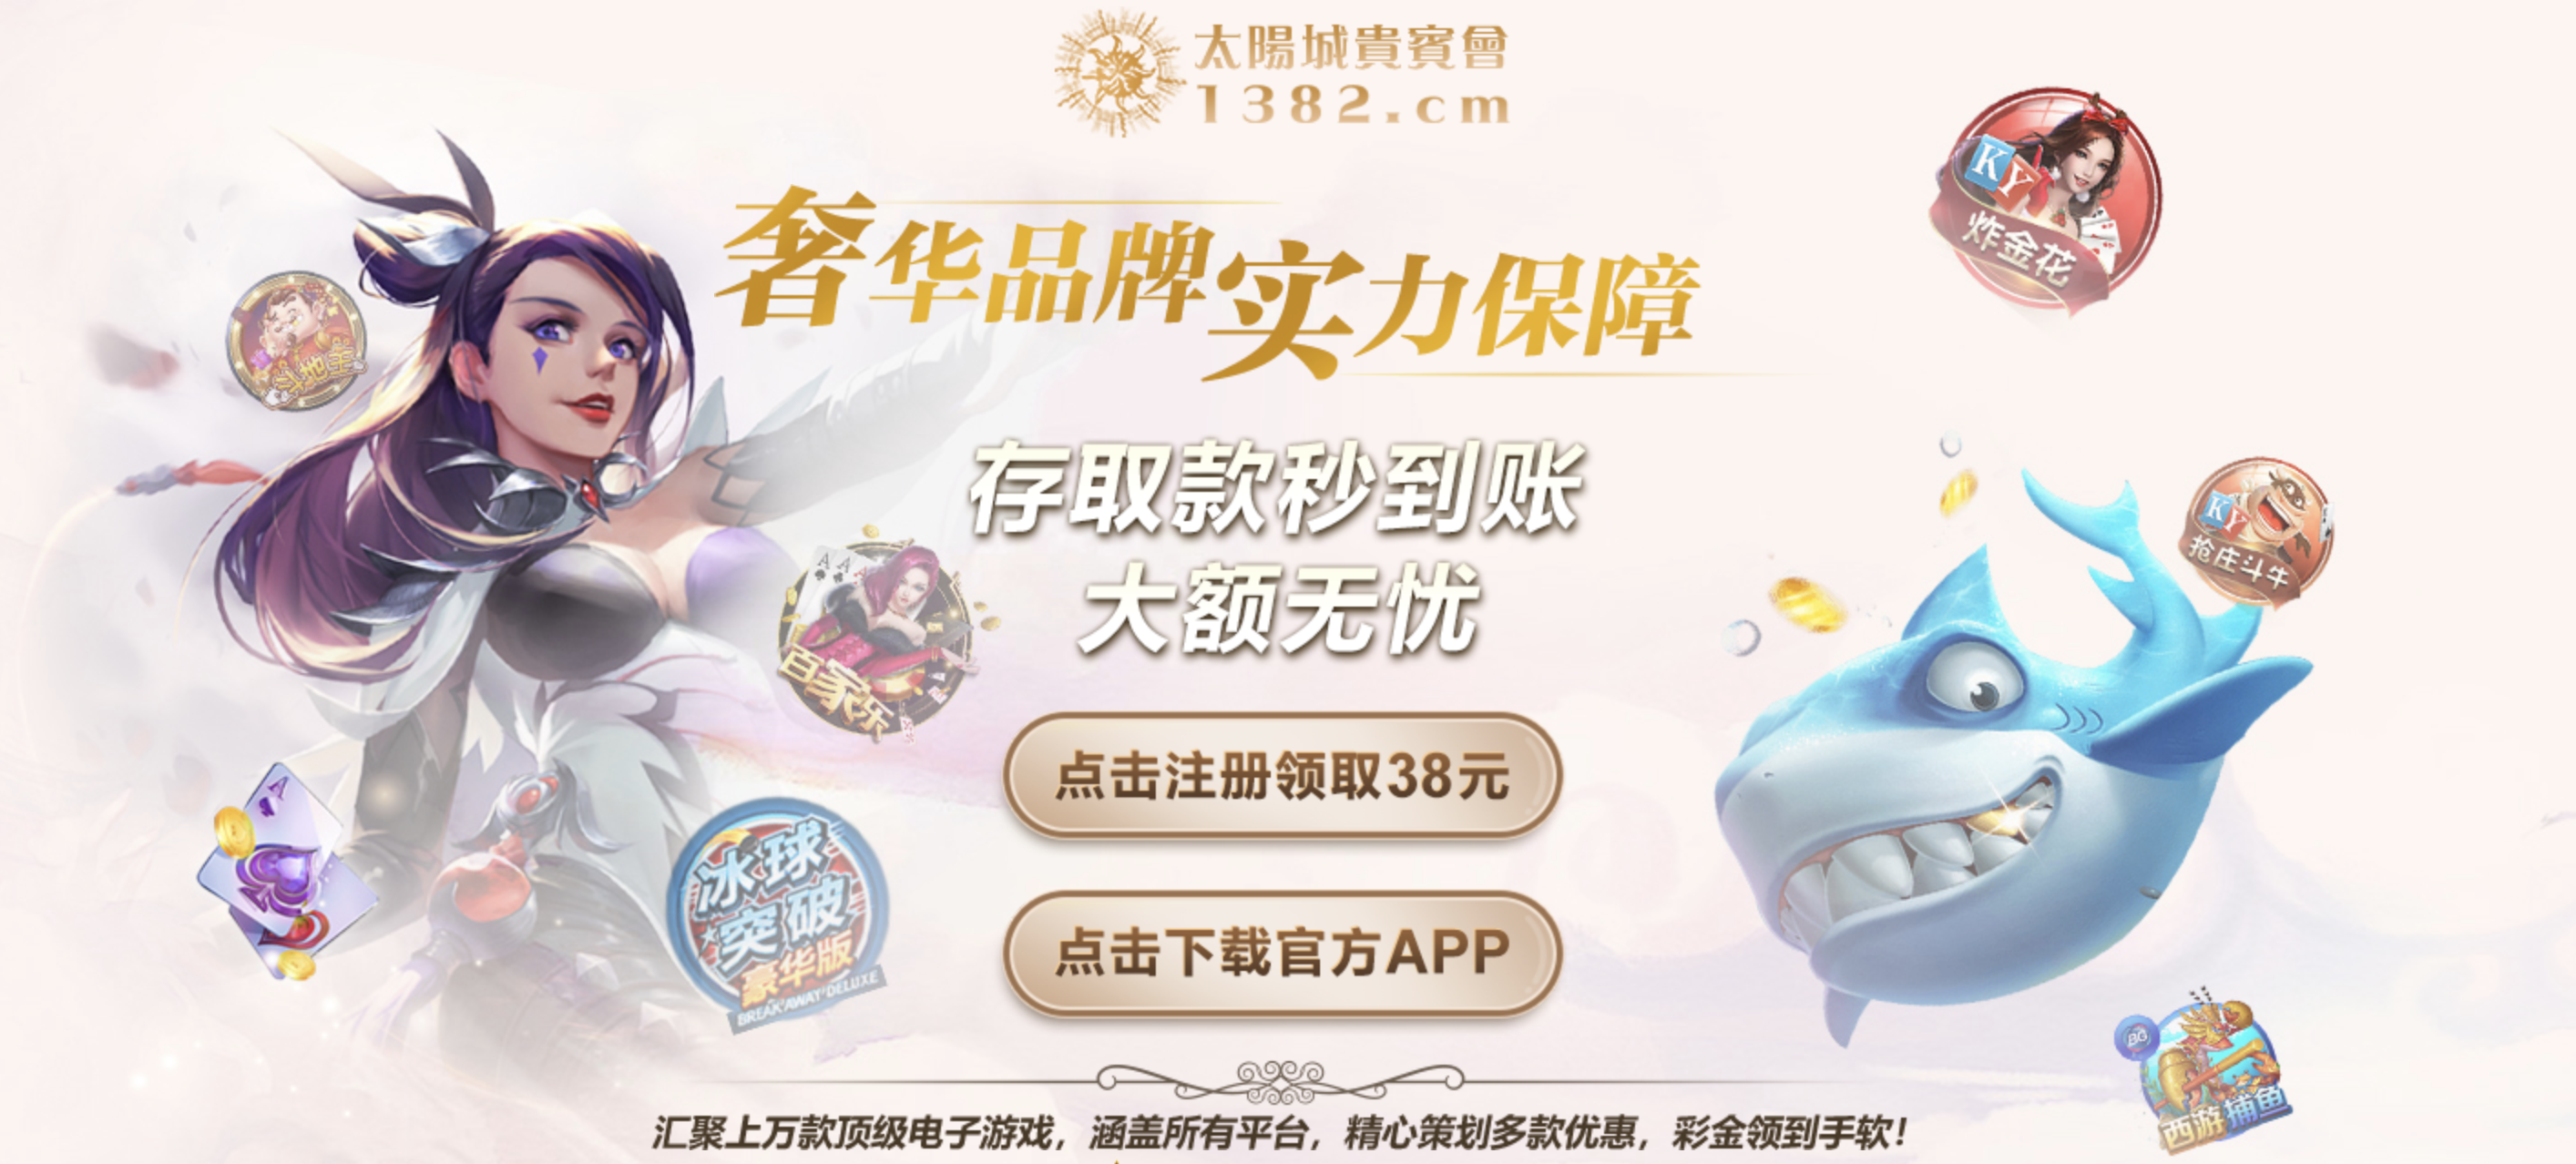 太陽城貴賓會
1382.cm
奢华品牌实力保障
存取款秒到账
大额无忧
点击注册领取38元
点击下载官方APP
汇聚上万款顶级电子游戏，涵盖所有平台，精心策划多款优惠，彩金领到手软！
KY
炸金花
KY
抢庄斗牛
A A A
百家乐
A
冰球
突破
豪华版
BREAK AWAY DELUXE
BG
西游捕鱼